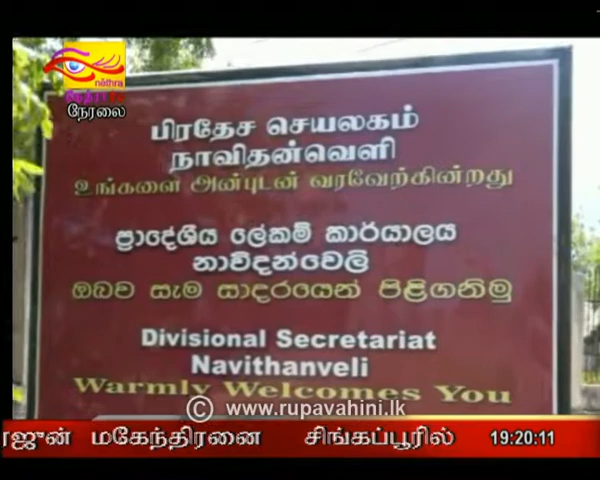 nethra
நேரலை
பிரதேச செயலகம்
நாவிதன்வெளி
உங்களை அன்புடன் வரவேற்கின்றது
ප්‍රාදේශීය ලේකම් කාර්යාලය
නාවිදන්වෙලි
ඔබව සැම සාදරයෙන් පිළිගනිමු
Divisional Secretariat
Navithanveli
Warmly Welcomes You
© www.rupavahini.lk
மகேந்திரனை சிங்கப்பூரில் 19:20:11